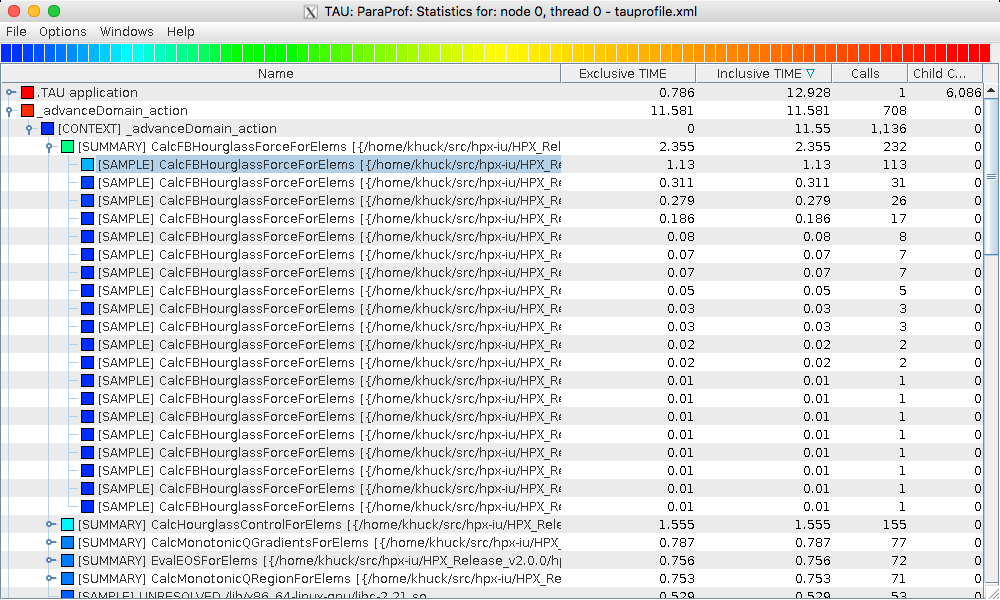 TAU: ParaProf: Statistics for: node 0, thread 0 - tauprofile.xml
File Options Windows Help
Name Exclusive TIME Inclusive TIME ▽ Calls Child C...
.TAU application 0.786 12.928 1 6,086
_advanceDomain_action 11.581 11.581 708 0
[CONTEXT] _advanceDomain_action 0 11.55 1,136 0
[SUMMARY] CalcFBHourglassForceForElems [{/home/khuck/src/hpx-iu/HPX_Rel 2.355 2.355 232 0
[SAMPLE] CalcFBHourglassForceForElems [{/home/khuck/src/hpx-iu/HPX_Re 1.13 1.13 113 0
[SAMPLE] CalcFBHourglassForceForElems [{/home/khuck/src/hpx-iu/HPX_Re 0.311 0.311 31 0
[SAMPLE] CalcFBHourglassForceForElems [{/home/khuck/src/hpx-iu/HPX_Re 0.279 0.279 26 0
[SAMPLE] CalcFBHourglassForceForElems [{/home/khuck/src/hpx-iu/HPX_Re 0.186 0.186 17 0
[SAMPLE] CalcFBHourglassForceForElems [{/home/khuck/src/hpx-iu/HPX_Re 0.08 0.08 8 0
[SAMPLE] CalcFBHourglassForceForElems [{/home/khuck/src/hpx-iu/HPX_Re 0.07 0.07 7 0
[SAMPLE] CalcFBHourglassForceForElems [{/home/khuck/src/hpx-iu/HPX_Re 0.07 0.07 7 0
[SAMPLE] CalcFBHourglassForceForElems [{/home/khuck/src/hpx-iu/HPX_Re 0.05 0.05 5 0
[SAMPLE] CalcFBHourglassForceForElems [{/home/khuck/src/hpx-iu/HPX_Re 0.03 0.03 3 0
[SAMPLE] CalcFBHourglassForceForElems [{/home/khuck/src/hpx-iu/HPX_Re 0.03 0.03 3 0
[SAMPLE] CalcFBHourglassForceForElems [{/home/khuck/src/hpx-iu/HPX_Re 0.02 0.02 2 0
[SAMPLE] CalcFBHourglassForceForElems [{/home/khuck/src/hpx-iu/HPX_Re 0.02 0.02 2 0
[SAMPLE] CalcFBHourglassForceForElems [{/home/khuck/src/hpx-iu/HPX_Re 0.01 0.01 1 0
[SAMPLE] CalcFBHourglassForceForElems [{/home/khuck/src/hpx-iu/HPX_Re 0.01 0.01 1 0
[SAMPLE] CalcFBHourglassForceForElems [{/home/khuck/src/hpx-iu/HPX_Re 0.01 0.01 1 0
[SAMPLE] CalcFBHourglassForceForElems [{/home/khuck/src/hpx-iu/HPX_Re 0.01 0.01 1 0
[SAMPLE] CalcFBHourglassForceForElems [{/home/khuck/src/hpx-iu/HPX_Re 0.01 0.01 1 0
[SAMPLE] CalcFBHourglassForceForElems [{/home/khuck/src/hpx-iu/HPX_Re 0.01 0.01 1 0
[SAMPLE] CalcFBHourglassForceForElems [{/home/khuck/src/hpx-iu/HPX_Re 0.01 0.01 1 0
[SAMPLE] CalcFBHourglassForceForElems [{/home/khuck/src/hpx-iu/HPX_Re 0.01 0.01 1 0
[SUMMARY] CalcHourglassControlForElems [{/home/khuck/src/hpx-iu/HPX_Rele 1.555 1.555 155 0
[SUMMARY] CalcMonotonicQGradientsForElems [{/home/khuck/src/hpx-iu/HPX_ 0.787 0.787 77 0
[SUMMARY] EvalEOSForElems [{/home/khuck/src/hpx-iu/HPX_Release_v2.0.0/hp 0.756 0.756 72 0
[SUMMARY] CalcMonotonicQRegionForElems [{/home/khuck/src/hpx-iu/HPX_Re 0.753 0.753 71 0
[SAMPLE] UNRESOLVED /lib/x86_64-linux-gnu/libc-2.21.so 0.529 0.529 53 0